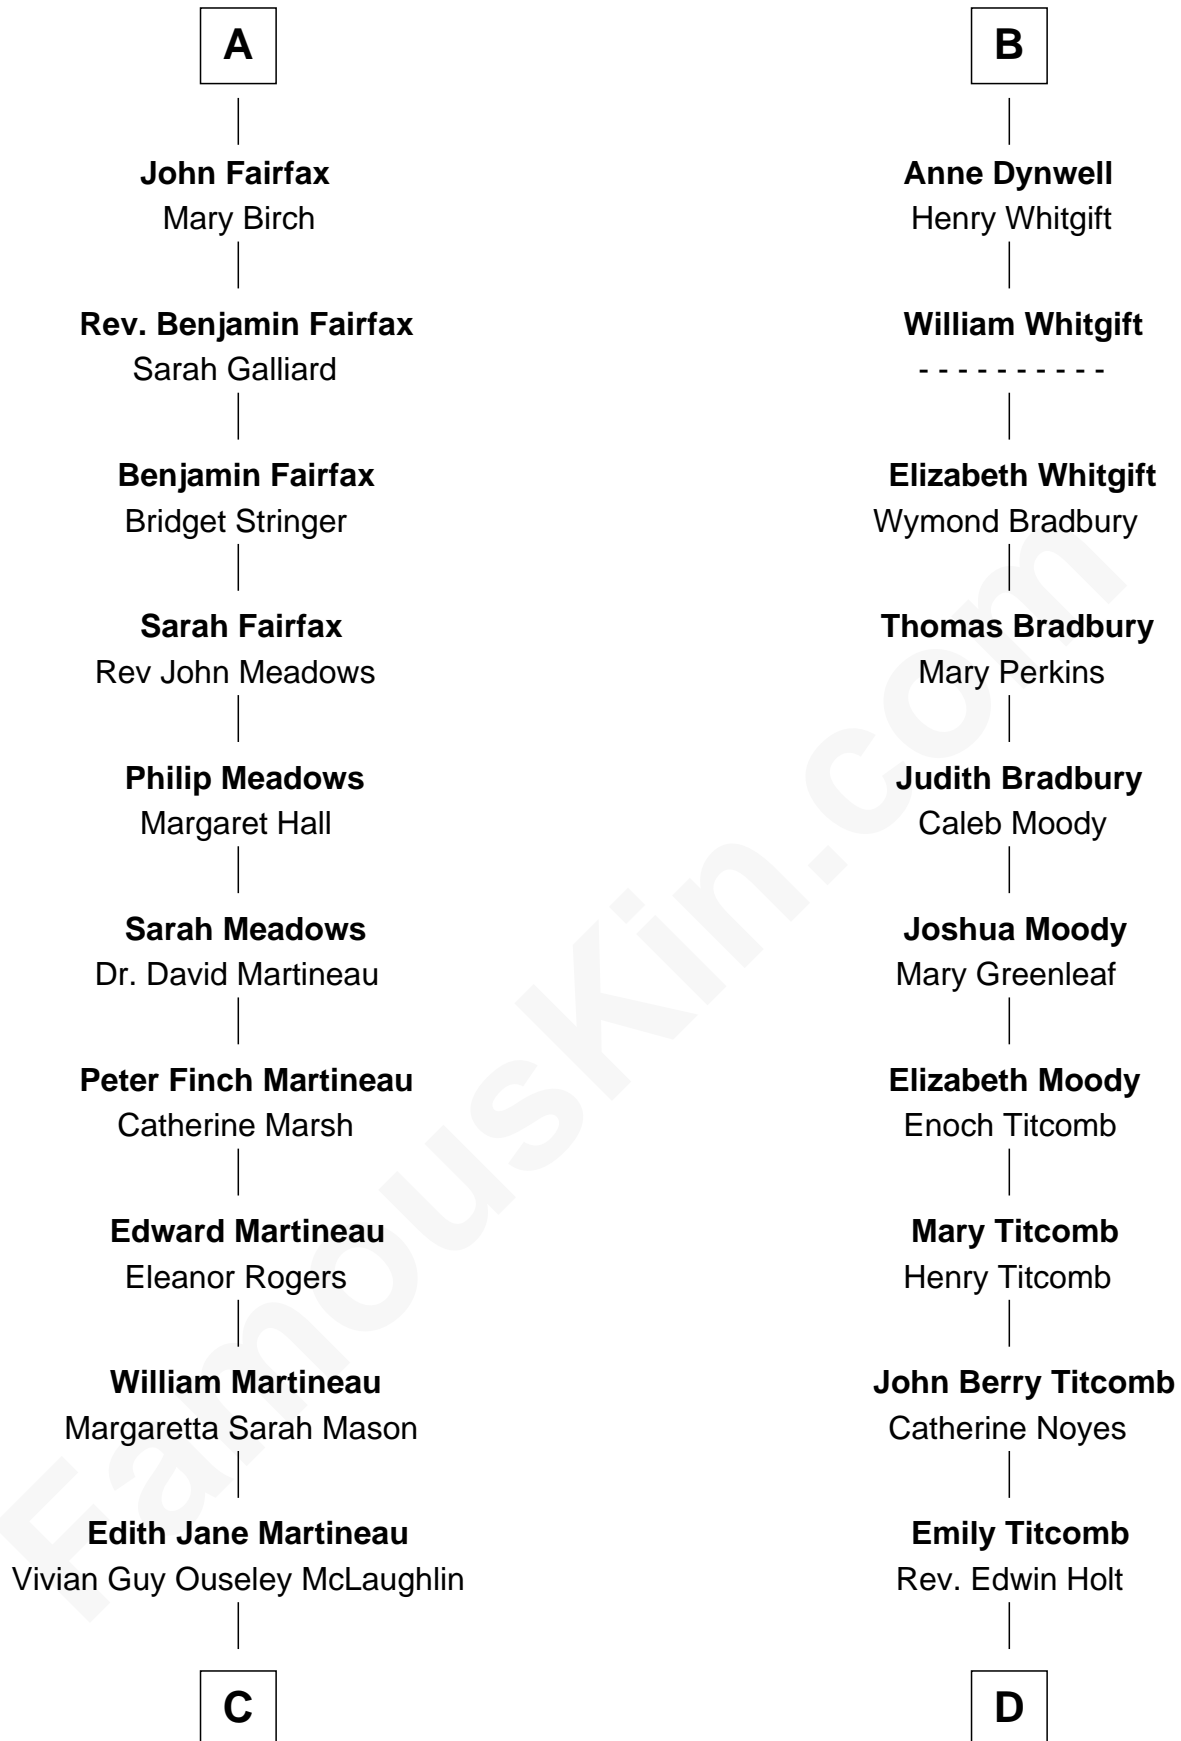 A
John Fairfax
Mary Birch
Rev. Benjamin Fairfax
Sarah Galliard
Benjamin Fairfax
Bridget Stringer
Sarah Fairfax
Rev John Meadows
Philip Meadows
Margaret Hall
Sarah Meadows
Dr. David Martineau
Peter Finch Martineau
Catherine Marsh
Edward Martineau
Eleanor Rogers
William Martineau
Margaretta Sarah Mason
Edith Jane Martineau
Vivian Guy Ouseley McLaughlin
C
B
Anne Dynwell
Henry Whitgift
William Whitgift
- - - - - - - - - -
Elizabeth Whitgift
Wymond Bradbury
Thomas Bradbury
Mary Perkins
Judith Bradbury
Caleb Moody
Joshua Moody
Mary Greenleaf
Elizabeth Moody
Enoch Titcomb
Mary Titcomb
Henry Titcomb
John Berry Titcomb
Catherine Noyes
Emily Titcomb
Rev. Edwin Holt
D
FamousKin.com